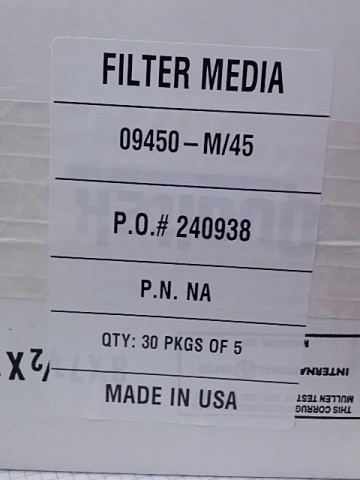 FILTER MEDIA
09450-M/45
P.O.# 240938
P.N. NA
QTY: 30 PKGS OF 5
MADE IN USA
INTERNA
MULLEN TEST
THIS CORRUG